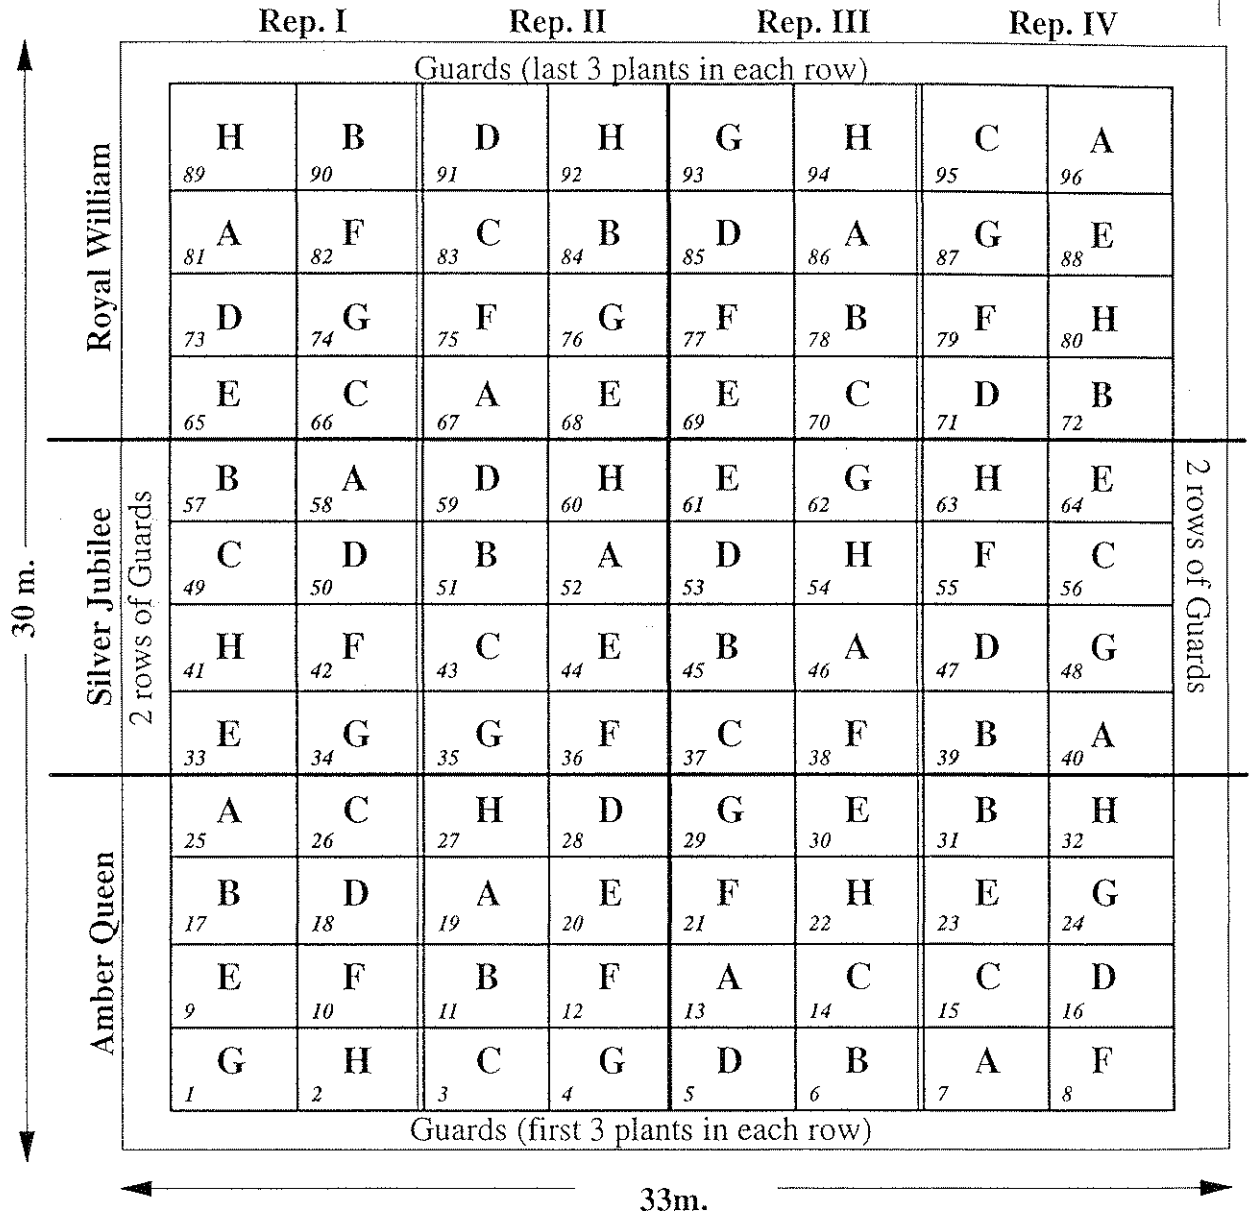 Rep. I Rep. II Rep. III Rep. IV
Guards (last 3 plants in each row)
H B D H G H C A
89 90 91 92 93 94 95 96
A F C B D A G E
81 82 83 84 85 86 87 88
D G F G F B F H
73 74 75 76 77 78 79 80
E C A E E C D B
65 66 67 68 69 70 71 72
Royal William
B A D H E G H E
57 58 59 60 61 62 63 64
C D B A D H F C
49 50 51 52 53 54 55 56
H F C E B A D G
41 42 43 44 45 46 47 48
E G G F C F B A
33 34 35 36 37 38 39 40
Silver Jubilee
2 rows of Guards
2 rows of Guards
30 m.
A C H D G E B H
25 26 27 28 29 30 31 32
B D A E F H E G
17 18 19 20 21 22 23 24
E F B F A C C D
9 10 11 12 13 14 15 16
G H C G D B A F
1 2 3 4 5 6 7 8
Amber Queen
Guards (first 3 plants in each row)
33m.